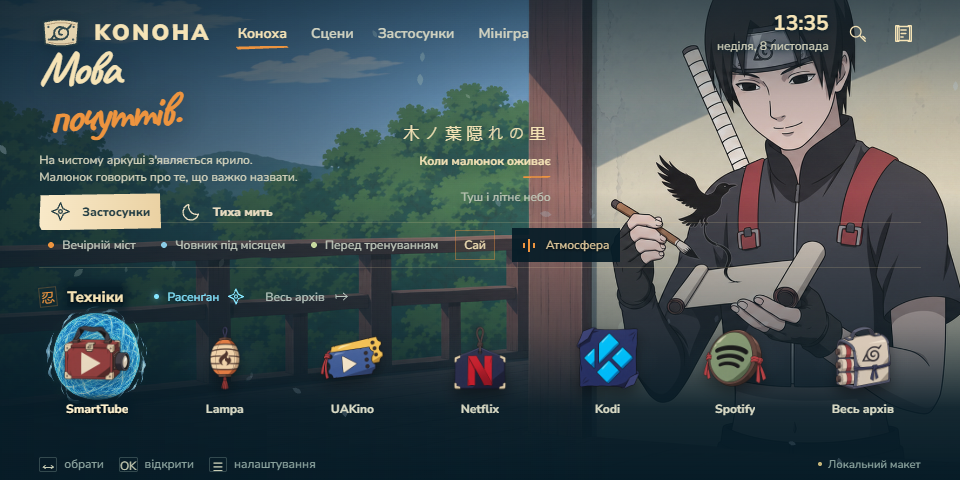 KONOHA
Коноха
Сцени
Застосунки
Мінігра
13:35
неділя, 8 листопада
Мова
почуттів.
木ノ葉隠れの里
На чистому аркуші з'являється крило.
Малюнок говорить про те, що важко назвати.
Коли малюнок оживає
Туш і літнє небо
Застосунки
Тиха мить
Вечірній міст
Човник під місяцем
Перед тренуванням
Сай
Атмосфера
忍 Техніки
Расенґан
Весь архів
SmartTube
Lampa
UAKino
Netflix
Kodi
Spotify
Весь архів
обрати
OK відкрити
налаштування
Локальний макет